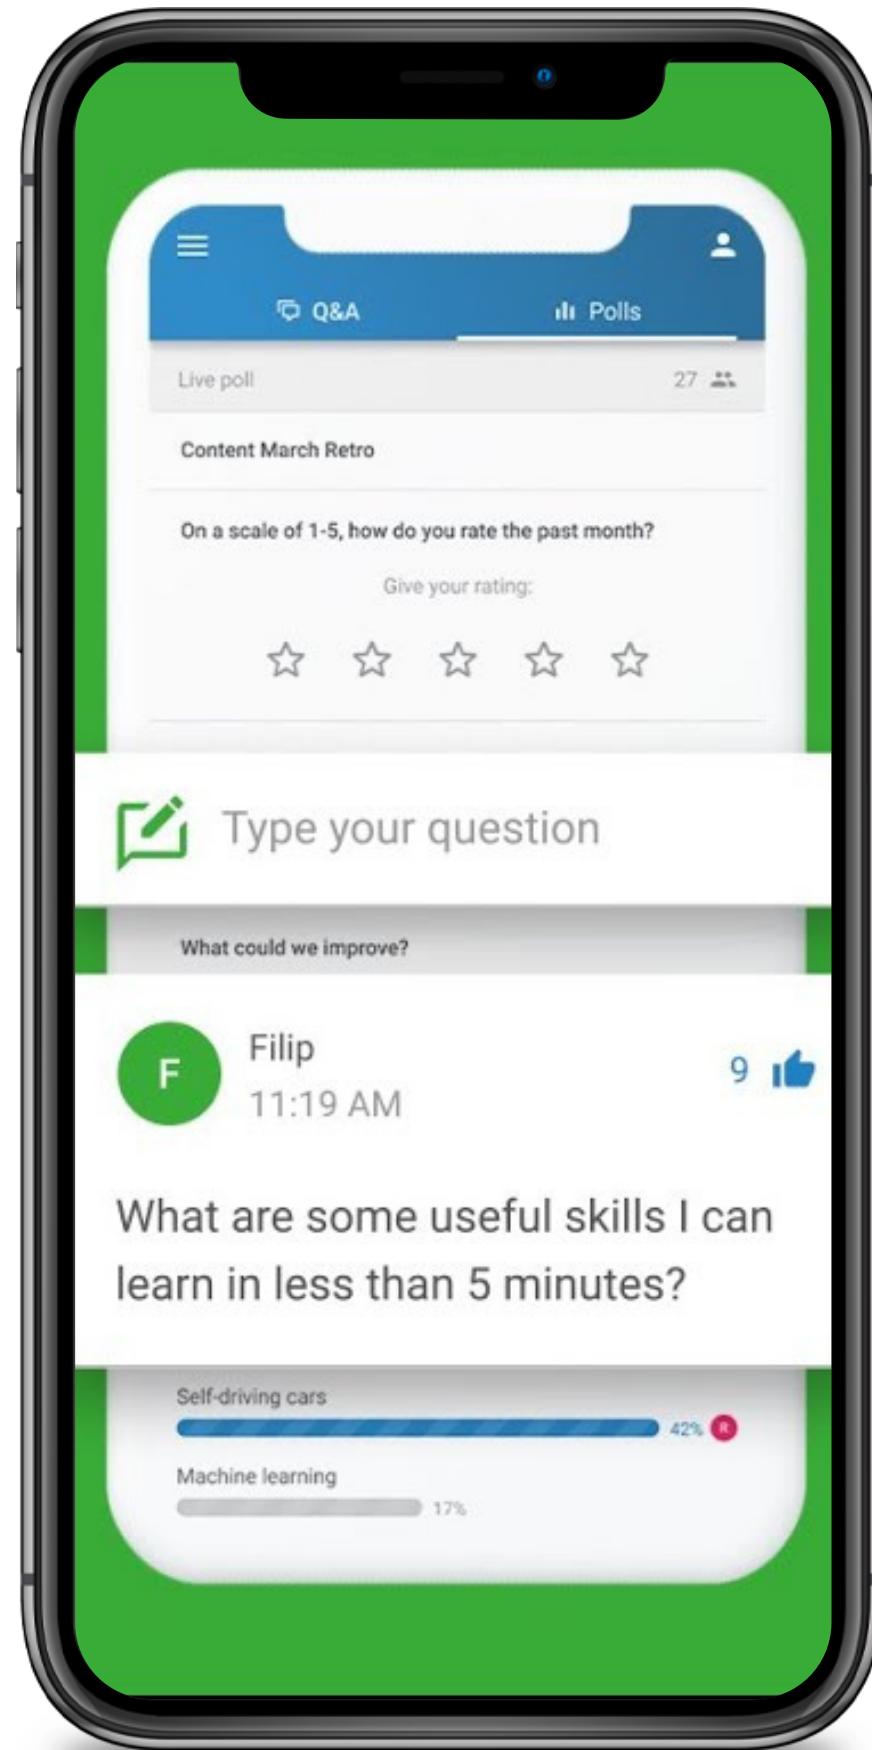 Q&A
Polls
Live poll
27
Content March Retro
On a scale of 1-5, how do you rate the past month?
Give your rating:
Type your question
What could we improve?
F
Filip
9
11:19 AM
What are some useful skills I can
learn in less than 5 minutes?
Self-driving cars
42%
R
Machine learning
17%